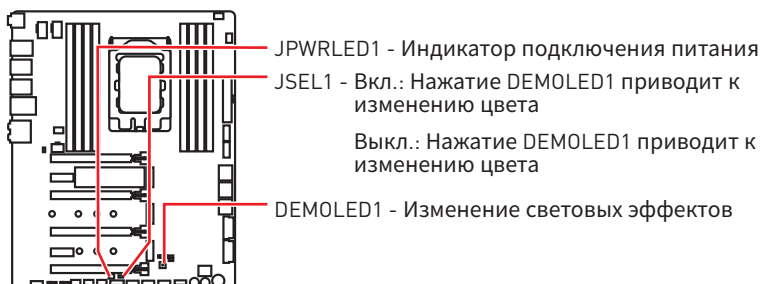 JPWRLED1 - Индикатор подключения питания
JSEL1 - Вкл.: Нажатие DEMOLED1 приводит к
изменению цвета
Выкл.: Нажатие DEMOLED1 приводит к
изменению цвета
DEMOLED1 - Изменение световых эффектов